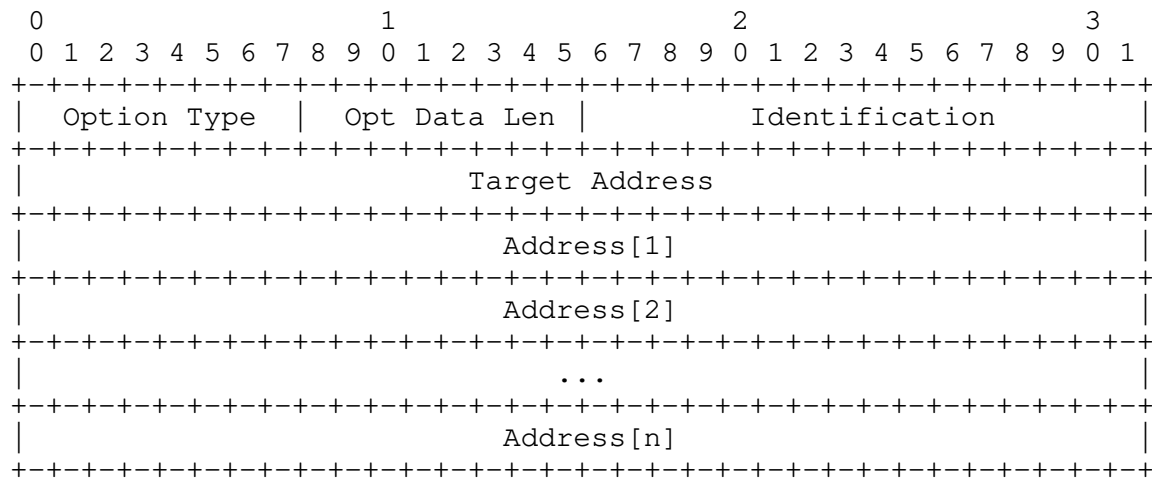 0                   1                   2                   3
 0 1 2 3 4 5 6 7 8 9 0 1 2 3 4 5 6 7 8 9 0 1 2 3 4 5 6 7 8 9 0 1
+-+-+-+-+-+-+-+-+-+-+-+-+-+-+-+-+-+-+-+-+-+-+-+-+-+-+-+-+-+-+-+-+
|  Option Type  |  Opt Data Len |         Identification        |
+-+-+-+-+-+-+-+-+-+-+-+-+-+-+-+-+-+-+-+-+-+-+-+-+-+-+-+-+-+-+-+-+
|                         Target Address                        |
+-+-+-+-+-+-+-+-+-+-+-+-+-+-+-+-+-+-+-+-+-+-+-+-+-+-+-+-+-+-+-+-+
|                           Address[1]                          |
+-+-+-+-+-+-+-+-+-+-+-+-+-+-+-+-+-+-+-+-+-+-+-+-+-+-+-+-+-+-+-+-+
|                           Address[2]                          |
+-+-+-+-+-+-+-+-+-+-+-+-+-+-+-+-+-+-+-+-+-+-+-+-+-+-+-+-+-+-+-+-+
|                              ...                              |
+-+-+-+-+-+-+-+-+-+-+-+-+-+-+-+-+-+-+-+-+-+-+-+-+-+-+-+-+-+-+-+-+
|                           Address[n]                          |
+-+-+-+-+-+-+-+-+-+-+-+-+-+-+-+-+-+-+-+-+-+-+-+-+-+-+-+-+-+-+-+-+